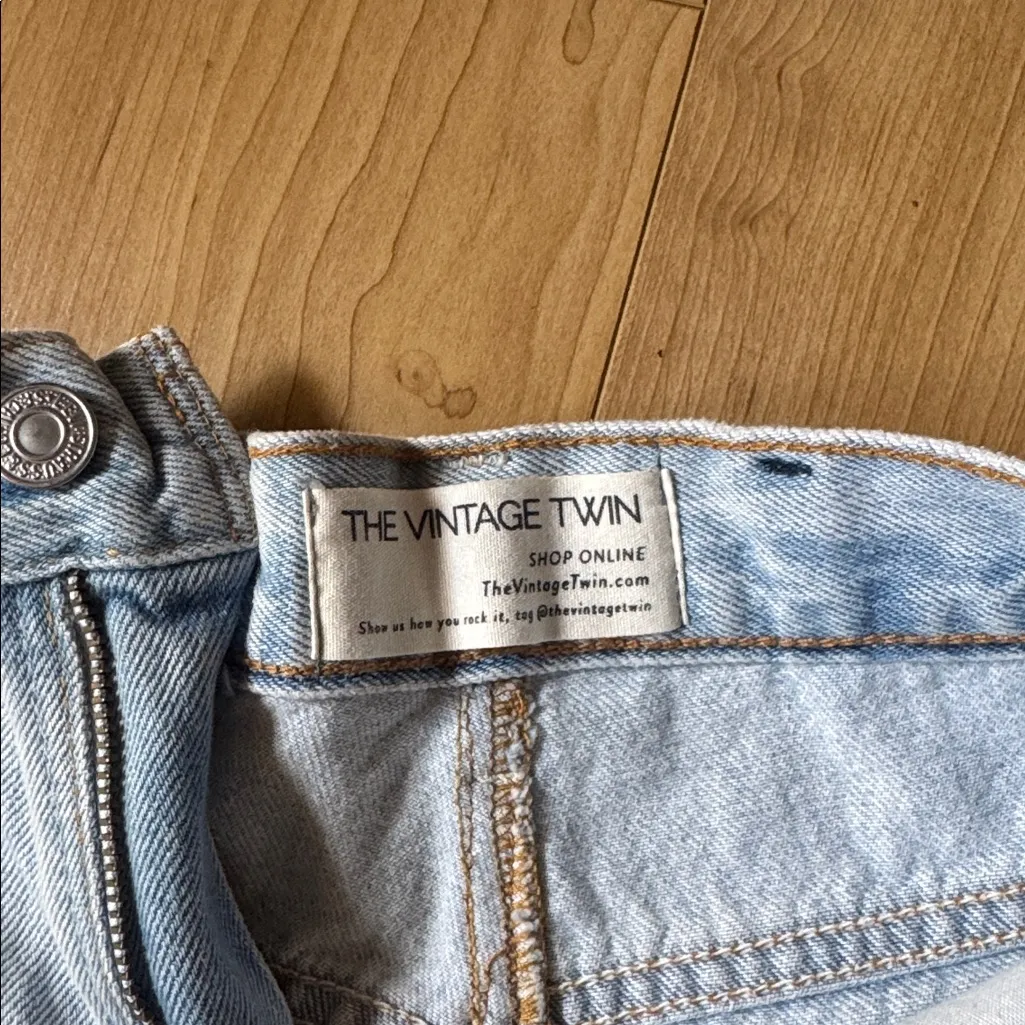 THE VINTAGE TWIN
SHOP ONLINE
TheVintageTwin.com
Show us how you rock it, tag @thevintagetwin